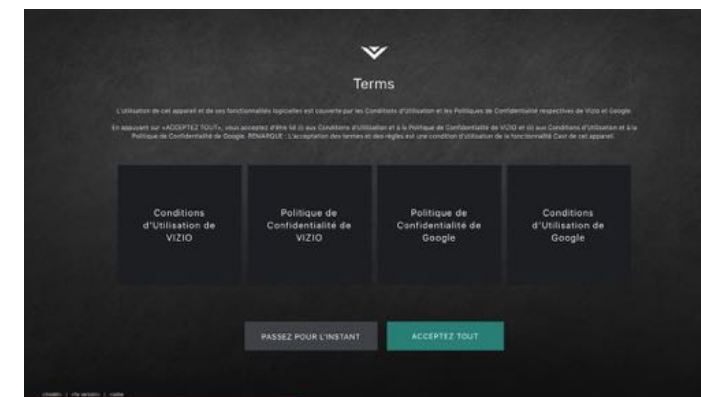 Terms
L'utilisation de cet appareil et de ses fonctionnalités logicielles est couverte par les Conditions d'Utilisation et les Politiques de Confidentialité respectives de Vizio et Google.
En appuyant sur «ACCEPTEZ TOUT», vous acceptez d'être lié (i) aux Conditions d'Utilisation et à la Politique de Confidentialité de VIZIO et (ii) aux Conditions d'Utilisation et à la
Politique de Confidentialité de Google. REMARQUE : L'acceptation des termes et des règles est une condition d'utilisation de la fonctionnalité Cast de cet appareil.
Conditions
d'Utilisation de
VIZIO
Politique de
Confidentialité de
VIZIO
Politique de
Confidentialité de
Google
Conditions
d'Utilisation de
Google
PASSEZ POUR L'INSTANT
ACCEPTEZ TOUT